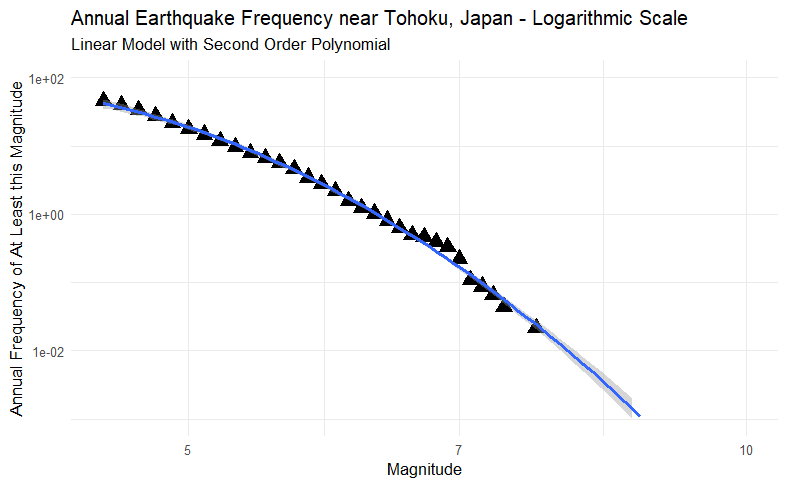 Annual Earthquake Frequency near Tohoku, Japan - Logarithmic Scale
Linear Model with Second Order Polynomial
Annual Frequency of At Least this Magnitude
1e+02
1e+00
1e-02
5
7
10
Magnitude